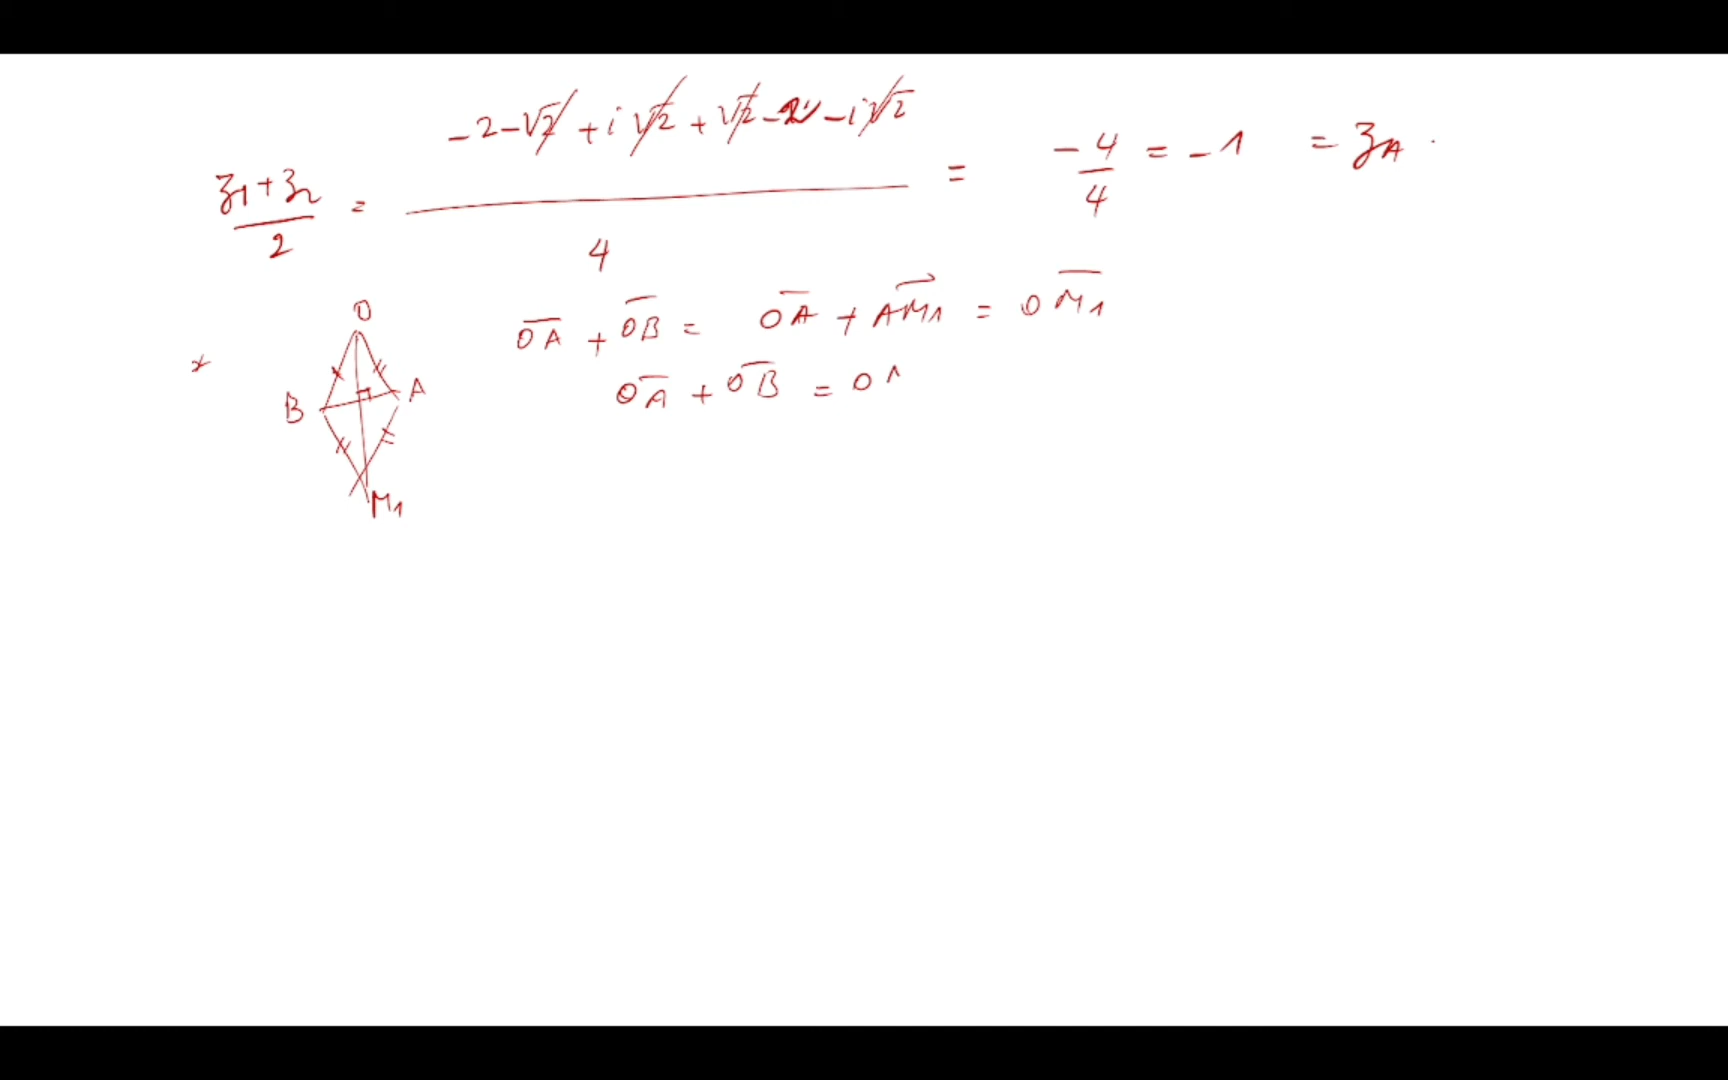 -2-√2 + i√2 + √2 - 2 - i√2
z1+z2 / 2 = ―― / 4 = -4/4 = -1 = zA .
O
OA + OB = OA + AM1 = OM1
*
B A OA + OB = O
M1